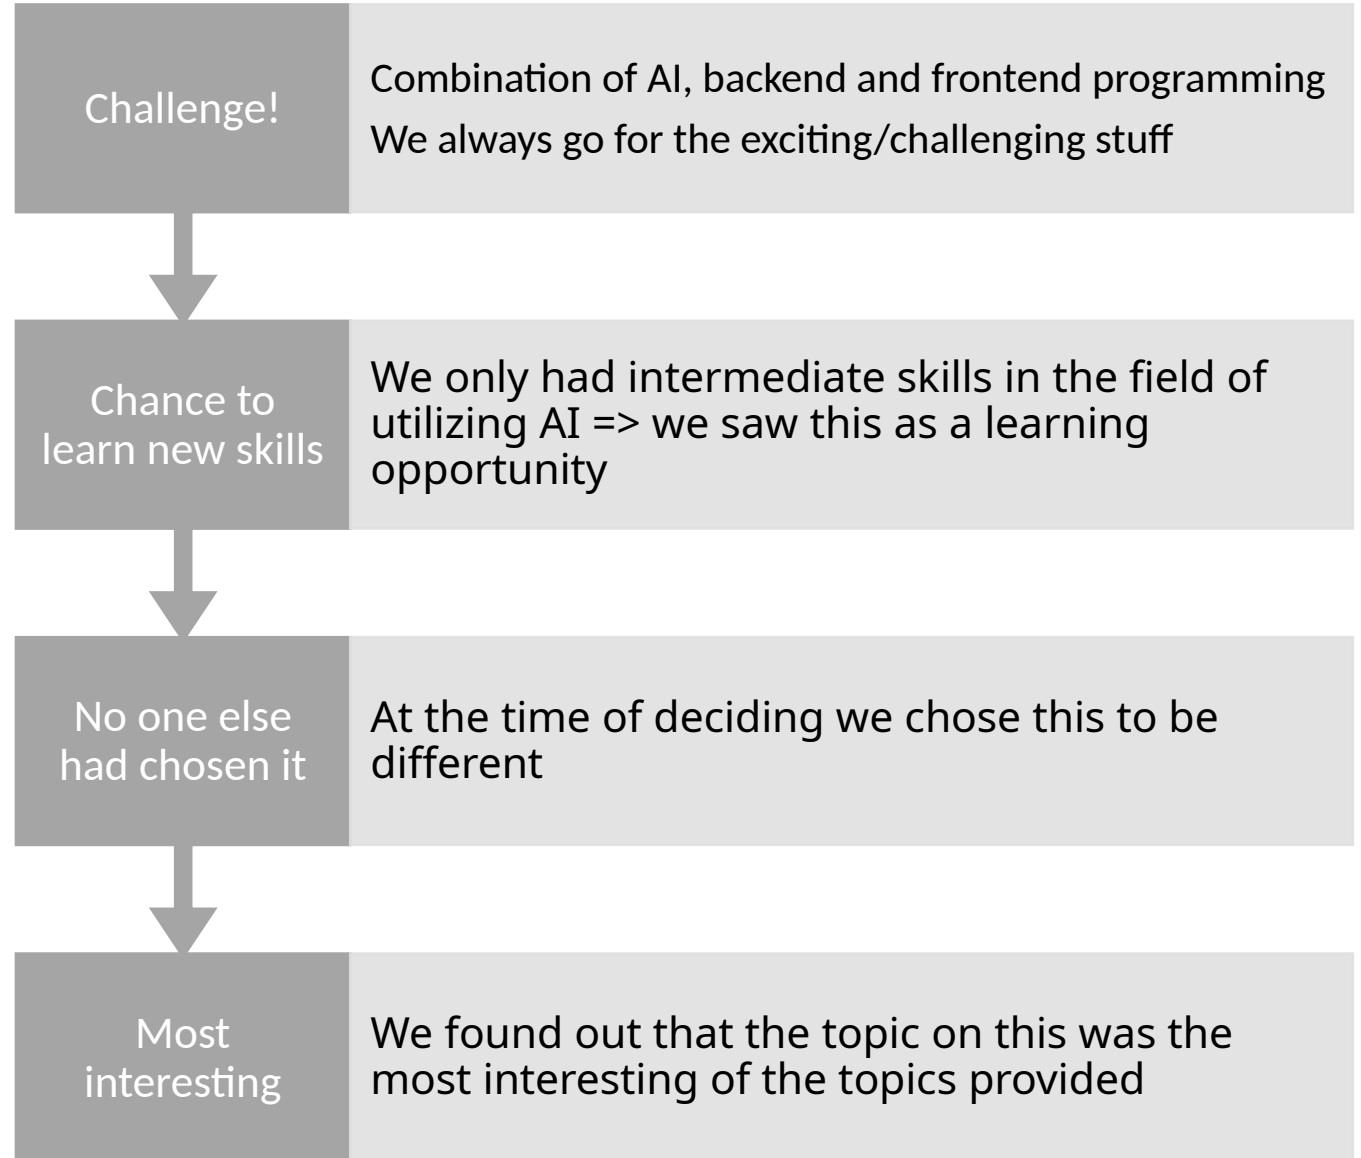 Challenge!
Combination of AI, backend and frontend programming
We always go for the exciting/challenging stuff
Chance to
learn new skills
We only had intermediate skills in the field of
utilizing AI => we saw this as a learning
opportunity
No one else
had chosen it
At the time of deciding we chose this to be
different
Most
interesting
We found out that the topic on this was the
most interesting of the topics provided